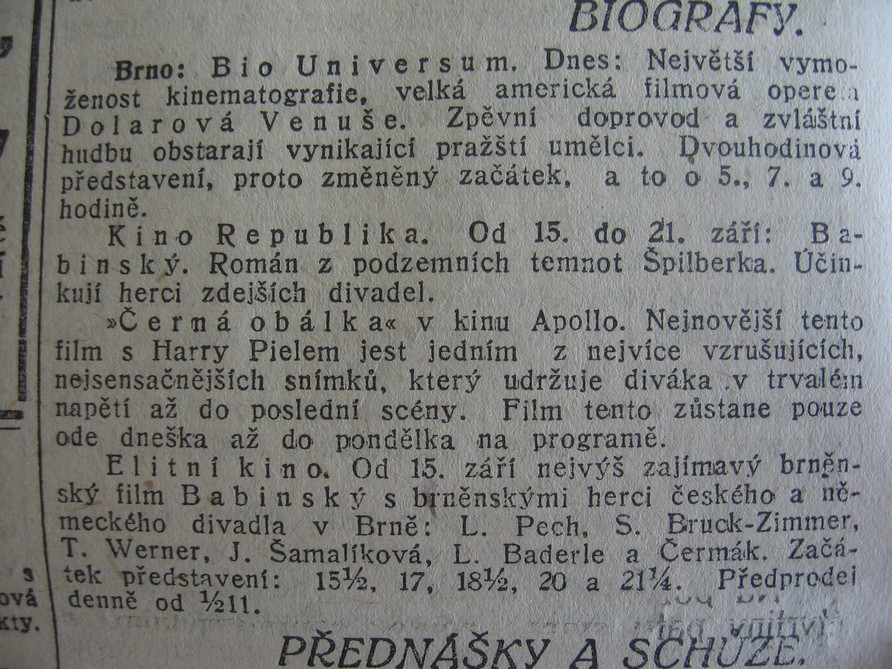 BIOGRAFY.
Brno: Bio Universum. Dnes: Největší vymo-
ženost kinematografie, velká americká filmová opere
Dolarová Venuše. Zpěvní doprovod a zvláštní
hudbu obstarají vynikající pražští umělci. Dvouhodinová
představení, proto změněný začátek, a to o 5., 7. a 9.
hodině.
Kino Republika. Od 15. do 21. září: Ba-
binský. Román z podzemních temnot Špilberka. Účin-
kují herci zdejších divadel.
»Černá obálka« v kinu Apollo. Nejnovější tento
film s Harry Pielem jest jedním z nejvíce vzrušujících,
nejsensačnějších snímků, který udržuje diváka v trvalém
napětí až do poslední scény. Film tento zůstane pouze
ode dneška až do pondělka na programě.
Elitní kino. Od 15. září nejvýš zajímavý brněn-
ský film Babinský s brněnskými herci českého a ně-
meckého divadla v Brně: L. Pech, S. Bruck-Zimmer,
T. Werner, J. Šamalíková, L. Baderle a Čermák. Začá-
tek představení: 15½, 17, 18½, 20 a 21¼. Předprodej
denně od ½11.
PŘEDNÁŠKY A SCHŮZE.
s
ová
kty.